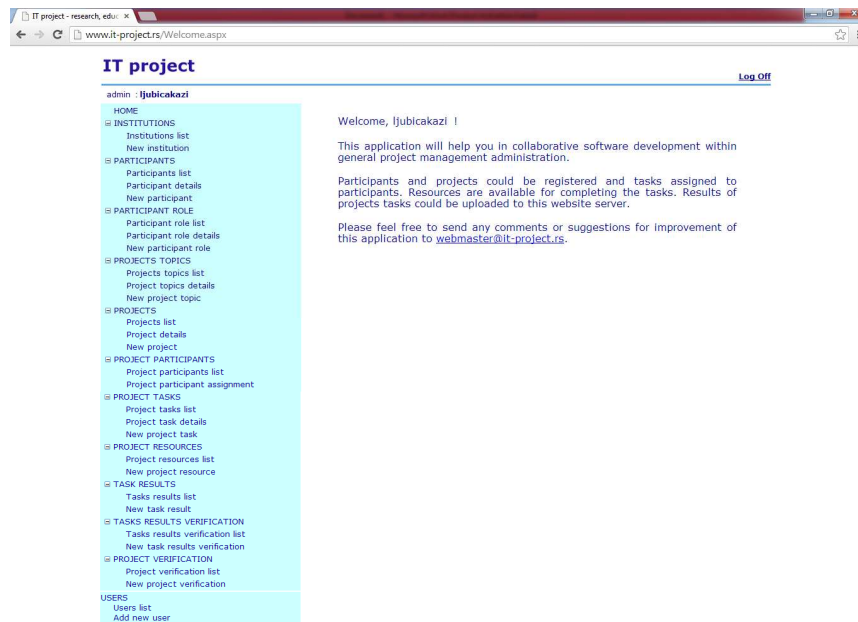 IT project - research, educ
www.it-project.rs/Welcome.aspx
IT project
Log Off
admin : ljubicakazi
HOME
INSTITUTIONS
Institutions list
New institution
PARTICIPANTS
Participants list
Participant details
New participant
PARTICIPANT ROLE
Participant role list
Participant role details
New participant role
PROJECTS TOPICS
Projects topics list
Project topics details
New project topic
PROJECTS
Projects list
Project details
New project
PROJECT PARTICIPANTS
Project participants list
Project participant assignment
PROJECT TASKS
Project tasks list
Project task details
New project task
PROJECT RESOURCES
Project resources list
New project resource
TASK RESULTS
Tasks results list
New task result
TASKS RESULTS VERIFICATION
Tasks results verification list
New task results verification
PROJECT VERIFICATION
Project verification list
New project verification
USERS
Users list
Add new user
Welcome, ljubicakazi !
This application will help you in collaborative software development within
general project management administration.
Participants and projects could be registered and tasks assigned to
participants. Resources are available for completing the tasks. Results of
projects tasks could be uploaded to this website server.
Please feel free to send any comments or suggestions for improvement of
this application to webmaster@it-project.rs.